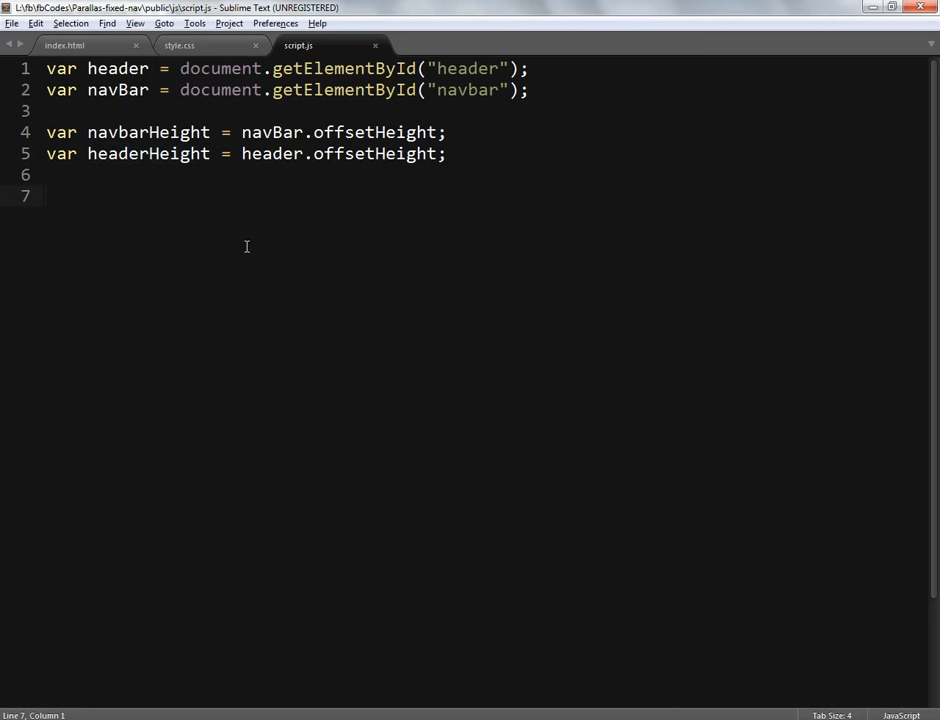 L:\fb\fbCodes\Parallas-fixed-nav\public\js\script.js - Sublime Text (UNREGISTERED)
File Edit Selection Find View Goto Tools Project Preferences Help
index.html × style.css × script.js ×
1 var header = document.getElementById("header");
2 var navBar = document.getElementById("navbar");
3
4 var navbarHeight = navBar.offsetHeight;
5 var headerHeight = header.offsetHeight;
6
7
Line 7, Column 1 Tab Size: 4 JavaScript